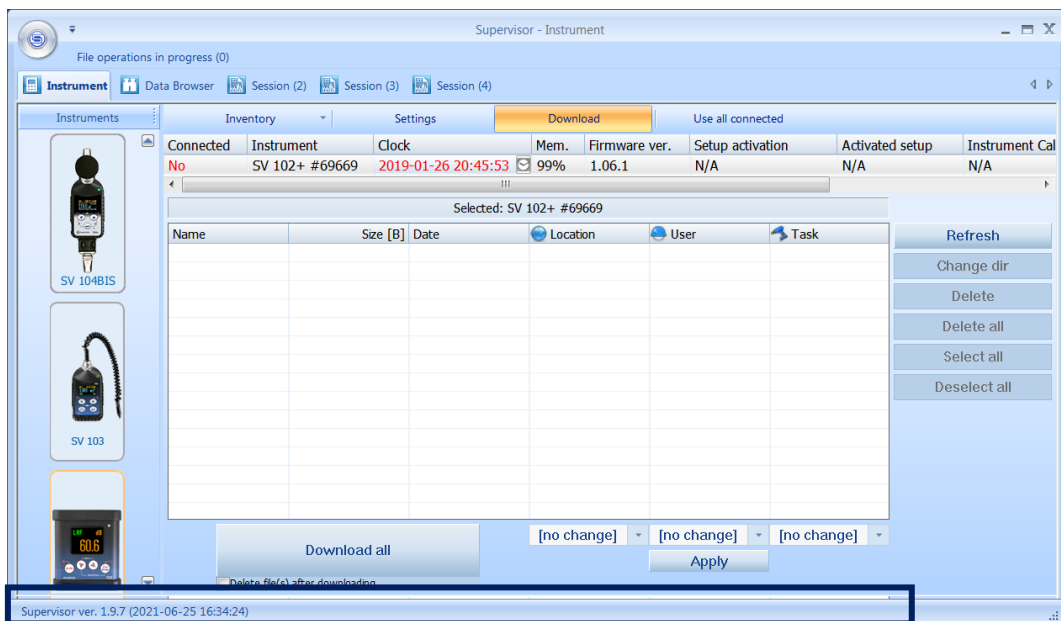 Supervisor - Instrument
File operations in progress (0)
Instrument Data Browser Session (2) Session (3) Session (4)
Instruments Inventory Settings Download Use all connected
Connected Instrument Clock Mem. Firmware ver. Setup activation Activated setup Instrument Cal
No SV 102+ #69669 2019-01-26 20:45:53 99% 1.06.1 N/A N/A N/A
Selected: SV 102+ #69669
Name Size [B] Date Location User Task
Refresh
Change dir
Delete
Delete all
Select all
Deselect all
SV 104BIS
SV 103
60.6
[no change] [no change] [no change]
Download all
Apply
Delete file(s) after downloading
Supervisor ver. 1.9.7 (2021-06-25 16:34:24)